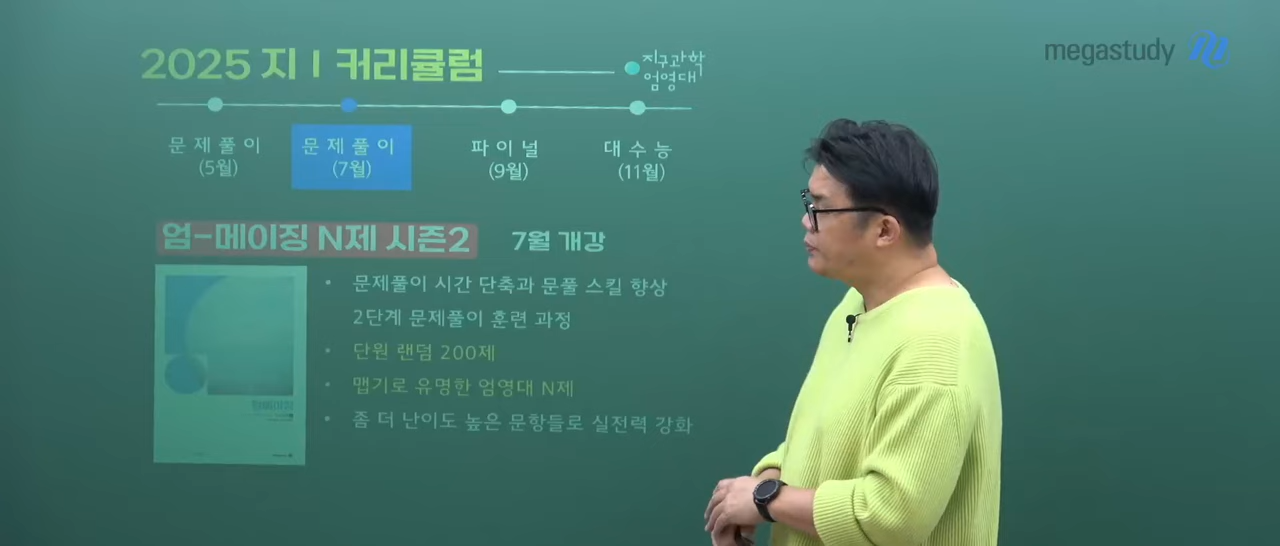 megastudy
2025 지Ⅰ커리큘럼
지구과학
엄영대
문제풀이
(5월)
문제풀이
(7월)
파이널
(9월)
대수능
(11월)
엄-메이징 N제 시즌2 7월 개강
• 문제풀이 시간 단축과 문풀 스킬 향상
2단계 문제풀이 훈련 과정
• 단원 랜덤 200제
• 맵기로 유명한 엄영대 N제
• 좀 더 난이도 높은 문항들로 실전력 강화